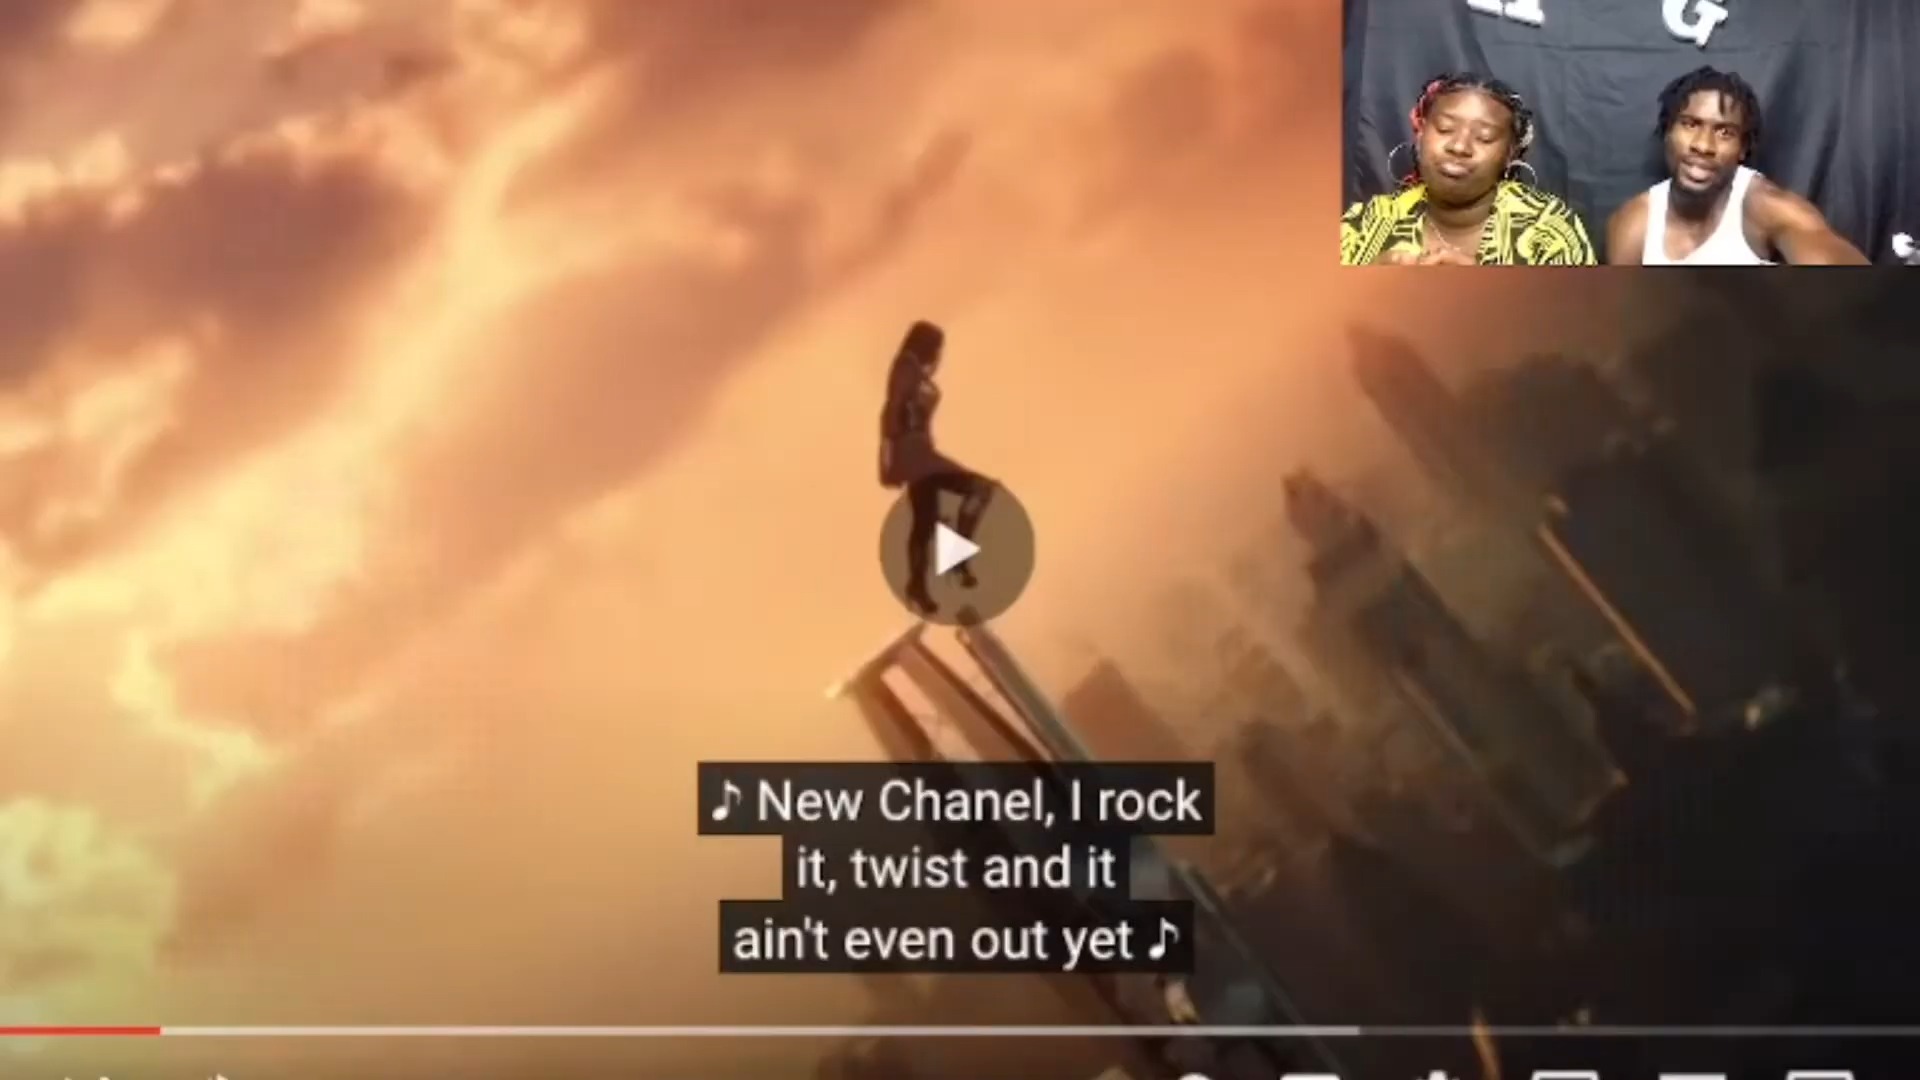 G
♪ New Chanel, I rock
it, twist and it
ain't even out yet ♪